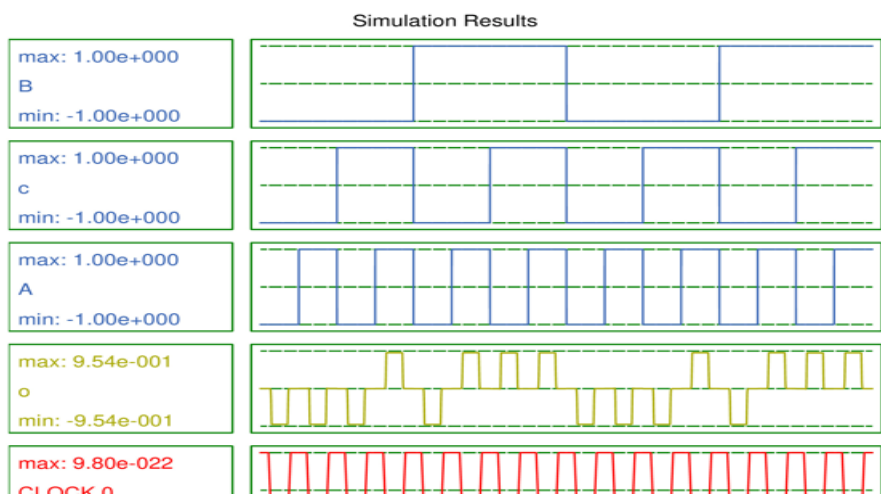 Simulation Results
max: 1.00e+000
B
min: -1.00e+000
max: 1.00e+000
c
min: -1.00e+000
max: 1.00e+000
A
min: -1.00e+000
max: 9.54e-001
o
min: -9.54e-001
max: 9.80e-022
CLOCK 0